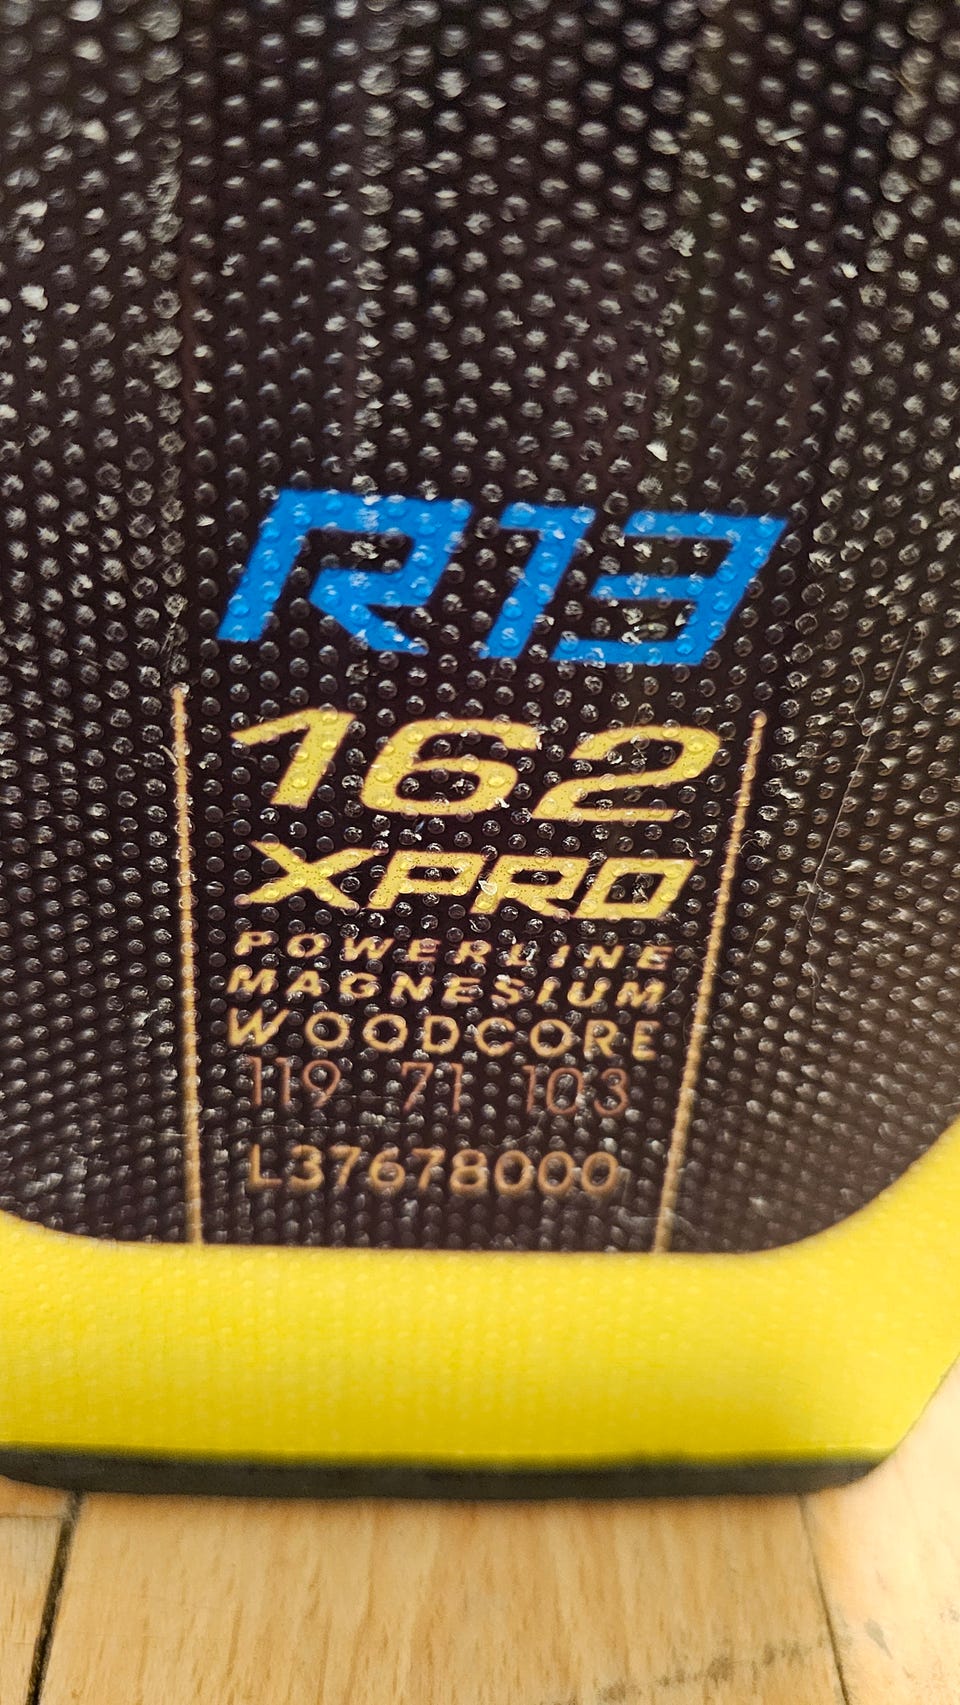 R13
162
XPRO
POWERLINE
MAGNESIUM
WOODCORE
119 71 103
L37678000